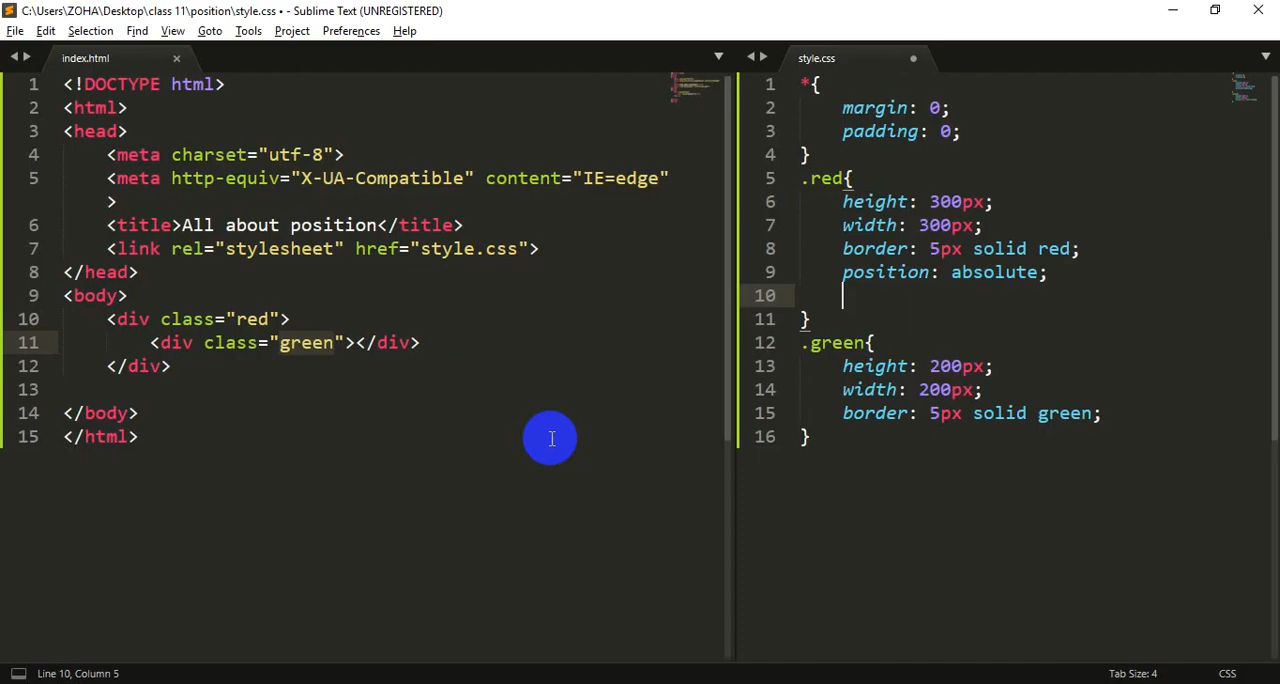 C:\Users\ZOHA\Desktop\class 11\position\style.css • - Sublime Text (UNREGISTERED)
File Edit Selection Find View Goto Tools Project Preferences Help
index.html
1 <!DOCTYPE html>
2 <html>
3 <head>
4 <meta charset="utf-8">
5 <meta http-equiv="X-UA-Compatible" content="IE=edge"
>
6 <title>All about position</title>
7 <link rel="stylesheet" href="style.css">
8 </head>
9 <body>
10 <div class="red">
11 <div class="green"></div>
12 </div>
13
14 </body>
15 </html>
style.css
1 *{
2 margin: 0;
3 padding: 0;
4 }
5 .red{
6 height: 300px;
7 width: 300px;
8 border: 5px solid red;
9 position: absolute;
10
11 }
12 .green{
13 height: 200px;
14 width: 200px;
15 border: 5px solid green;
16 }
Line 10, Column 5
Tab Size: 4
CSS